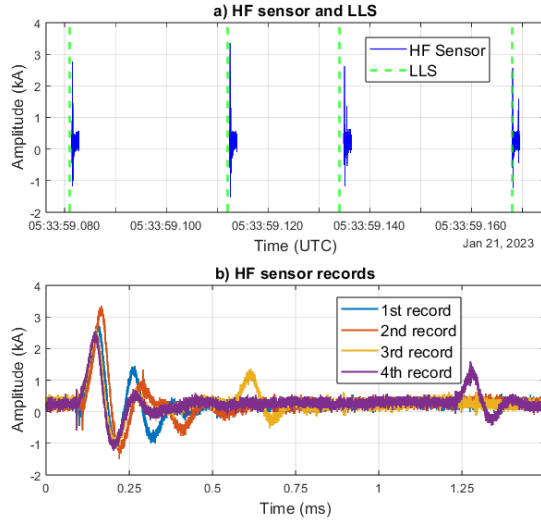 a) HF sensor and LLS
Amplitude (kA)
4
3
2
1
0
-1
-2
HF Sensor
LLS
05:33:59.080 05:33:59.100 05:33:59.120 05:33:59.140 05:33:59.160
Time (UTC)
Jan 21, 2023
b) HF sensor records
Amplitude (kA)
4
3
2
1
0
-1
-2
1st record
2nd record
3rd record
4th record
0 0.25 0.5 0.75 1 1.25
Time (ms)